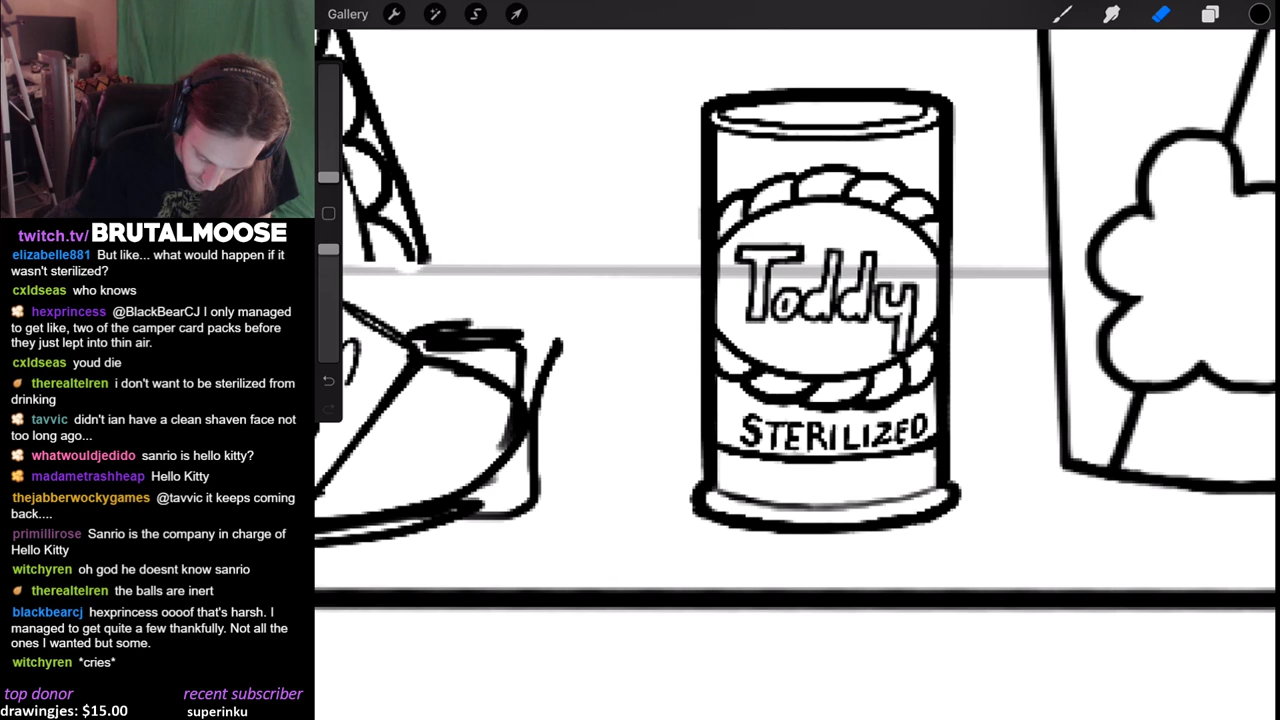 Gallery
Toddy
STERILIZED
twitch.tv/BRUTALMOOSE
elizabelle881 But like... what would happen if it
wasn't sterilized?
cxldseas who knows
hexprincess @BlackBearCJ I only managed
to get like, two of the camper card packs before
they just lept into thin air.
cxldseas youd die
therealtelren i don't want to be sterilized from
drinking
tavvic didn't ian have a clean shaven face not
too long ago...
whatwouldjedido sanrio is hello kitty?
madametrashheap Hello Kitty
thejabberwockygames @tavvic it keeps coming
back....
primillirose Sanrio is the company in charge of
Hello Kitty
witchyren oh god he doesnt know sanrio
therealtelren the balls are inert
blackbearcj hexprincess oooof that's harsh. I
managed to get quite a few thankfully. Not all the
ones I wanted but some.
witchyren *cries*
top donor
drawingjes: $15.00
recent subscriber
superinku